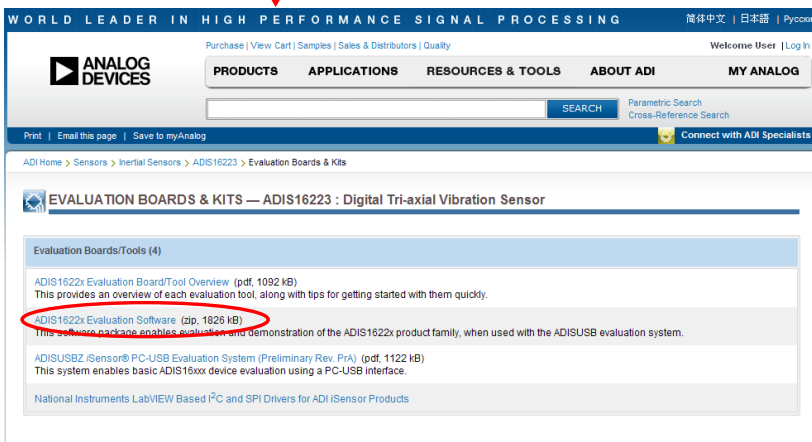 WORLD LEADER IN HIGH PERFORMANCE SIGNAL PROCESSING 简体中文 | 日本語 | Русски
Purchase | View Cart | Samples | Sales & Distributors | Quality Welcome User | Log In
ANALOG DEVICES
PRODUCTS APPLICATIONS RESOURCES & TOOLS ABOUT ADI MY ANALOG
SEARCH
Parametric Search
Cross-Reference Search
Print | Email this page | Save to myAnalog Connect with ADI Specialists
ADI Home > Sensors > Inertial Sensors > ADIS16223 > Evaluation Boards & Kits
EVALUATION BOARDS & KITS — ADIS16223 : Digital Tri-axial Vibration Sensor
Evaluation Boards/Tools (4)
ADIS1622x Evaluation Board/Tool Overview (pdf, 1092 kB)
This provides an overview of each evaluation tool, along with tips for getting started with them quickly.
ADIS1622x Evaluation Software (zip, 1826 kB)
This software package enables evaluation and demonstration of the ADIS1622x product family, when used with the ADISUSB evaluation system.
ADISUSBZ iSensor® PC-USB Evaluation System (Preliminary Rev. PrA) (pdf, 1122 kB)
This system enables basic ADIS16xxx device evaluation using a PC-USB interface.
National Instruments LabVIEW Based I²C and SPI Drivers for ADI iSensor Products